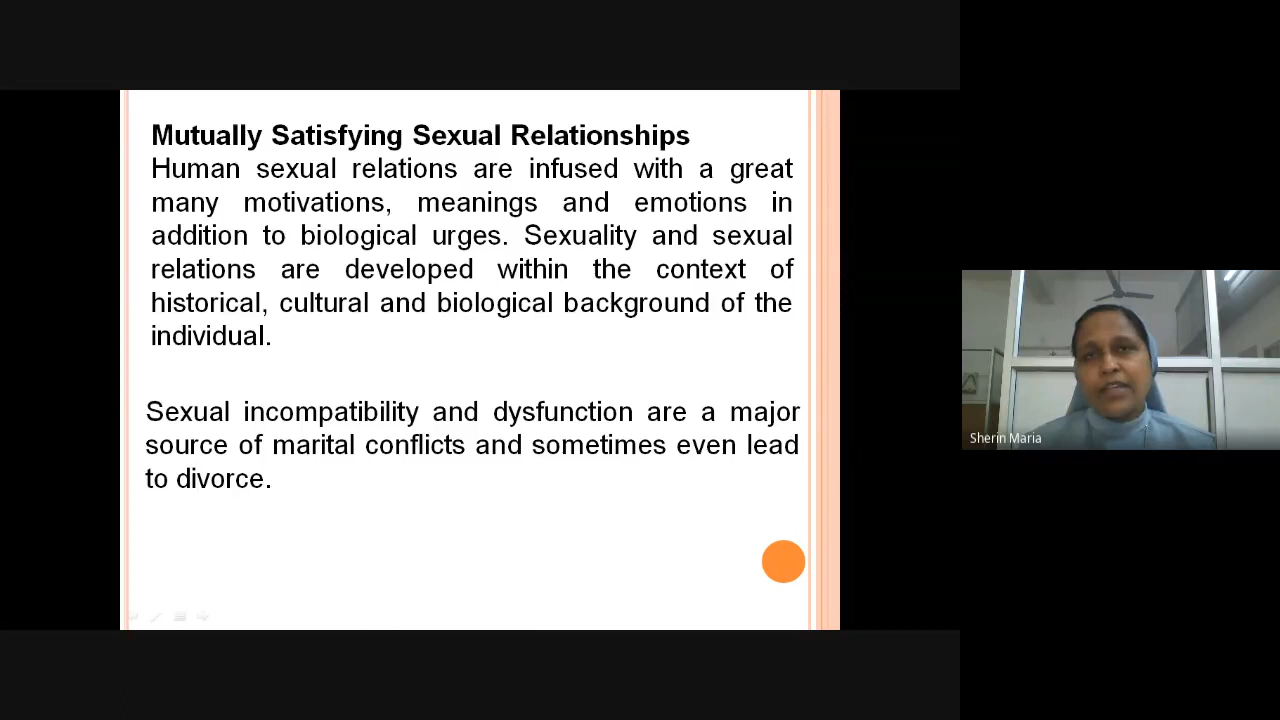 Mutually Satisfying Sexual Relationships
Human sexual relations are infused with a great
many motivations, meanings and emotions in
addition to biological urges. Sexuality and sexual
relations are developed within the context of
historical, cultural and biological background of the
individual.
Sexual incompatibility and dysfunction are a major
source of marital conflicts and sometimes even lead
to divorce.
Sherin Maria